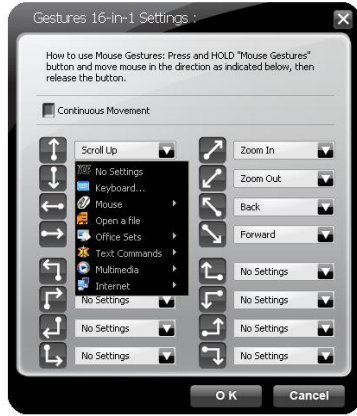 Gestures 16-in-1 Settings :
How to use Mouse Gestures: Press and HOLD "Mouse Gestures"
button and move mouse in the direction as indicated below, then
release the button.
Continuous Movement
Scroll Up
No Settings
Keyboard...
Mouse
Open a file
Office Sets
Text Commands
Multimedia
Internet
No Settings
No Settings
No Settings
Zoom In
Zoom Out
Back
Forward
No Settings
No Settings
No Settings
No Settings
OK
Cancel